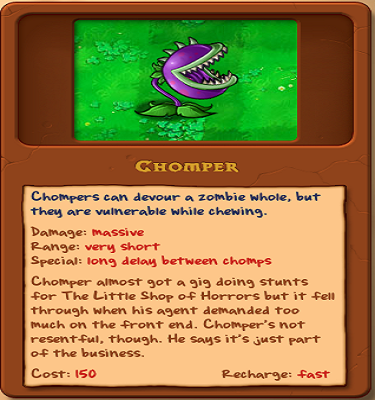 Chomper
Chompers can devour a zombie whole, but
they are vulnerable while chewing.
Damage: massive
Range: very short
Special: long delay between chomps
Chomper almost got a gig doing stunts
for The Little Shop of Horrors but it fell
through when his agent demanded too
much on the front end. Chomper's not
resentful, though. He says it's just part
of the business.
Cost: 150 Recharge: fast